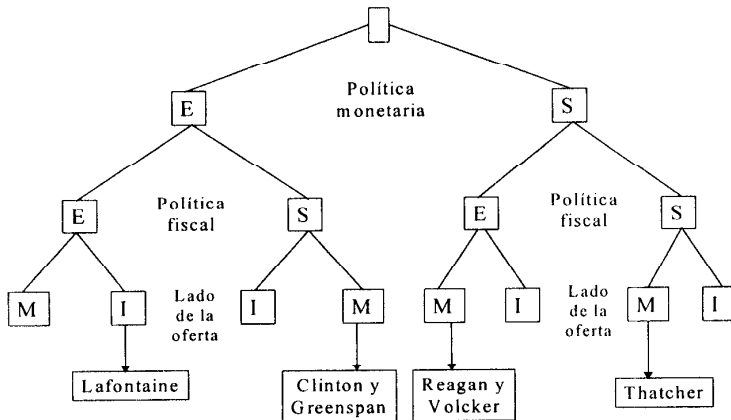 E
Política
monetaria
S
E
Política
fiscal
S
E
Política
fiscal
S
M
I
Lado
de la
oferta
I
M
M
I
Lado
de la
oferta
M
I
Lafontaine
Clinton y
Greenspan
Reagan y
Volcker
Thatcher